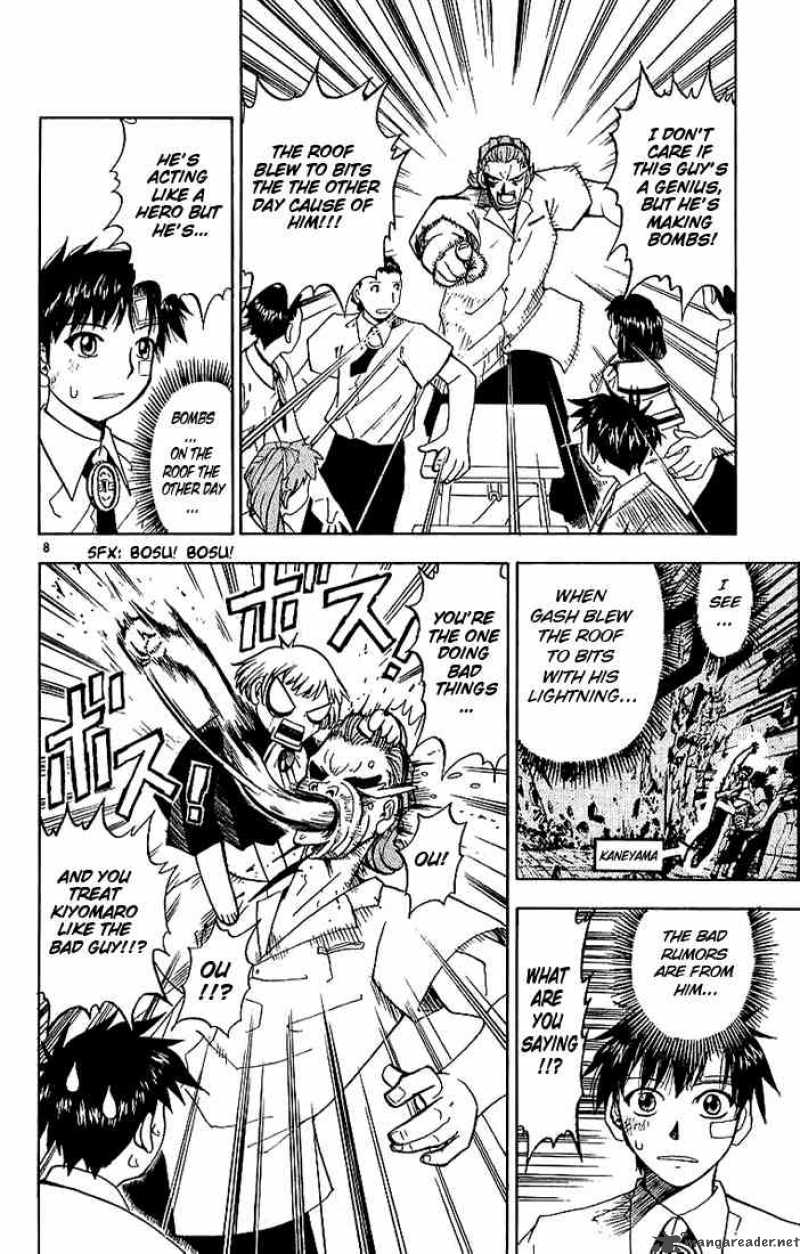 I DON'T
CARE IF
THIS GUY'S
A GENIUS,
BUT HE'S
MAKING
BOMBS!
THE ROOF
BLEW TO BITS
THE THE OTHER
DAY CAUSE OF
HIM!!!
HE'S
ACTING
LIKE A
HERO BUT
HE'S...
BOMBS
...
ON THE
ROOF THE
OTHER DAY
...
8
SFX: BOSU! BOSU!
I
SEE
...
WHEN
GASH BLEW
THE ROOF
TO BITS
WITH HIS
LIGHTNING...
KANEYAMA
THE BAD
RUMORS
ARE FROM
HIM...
WHAT
ARE
YOU
SAYING
!!?
YOU'RE
THE ONE
DOING
BAD
THINGS
...
ボス!
ボス!
OU!
AND YOU
TREAT
KIYOMARO
LIKE THE
BAD GUY!!?
OU
!!?
mangareader.net